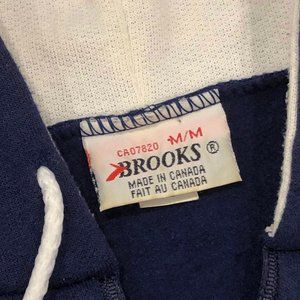 CA07820 M/M
BROOKS ®
MADE IN CANADA
FAIT AU CANADA